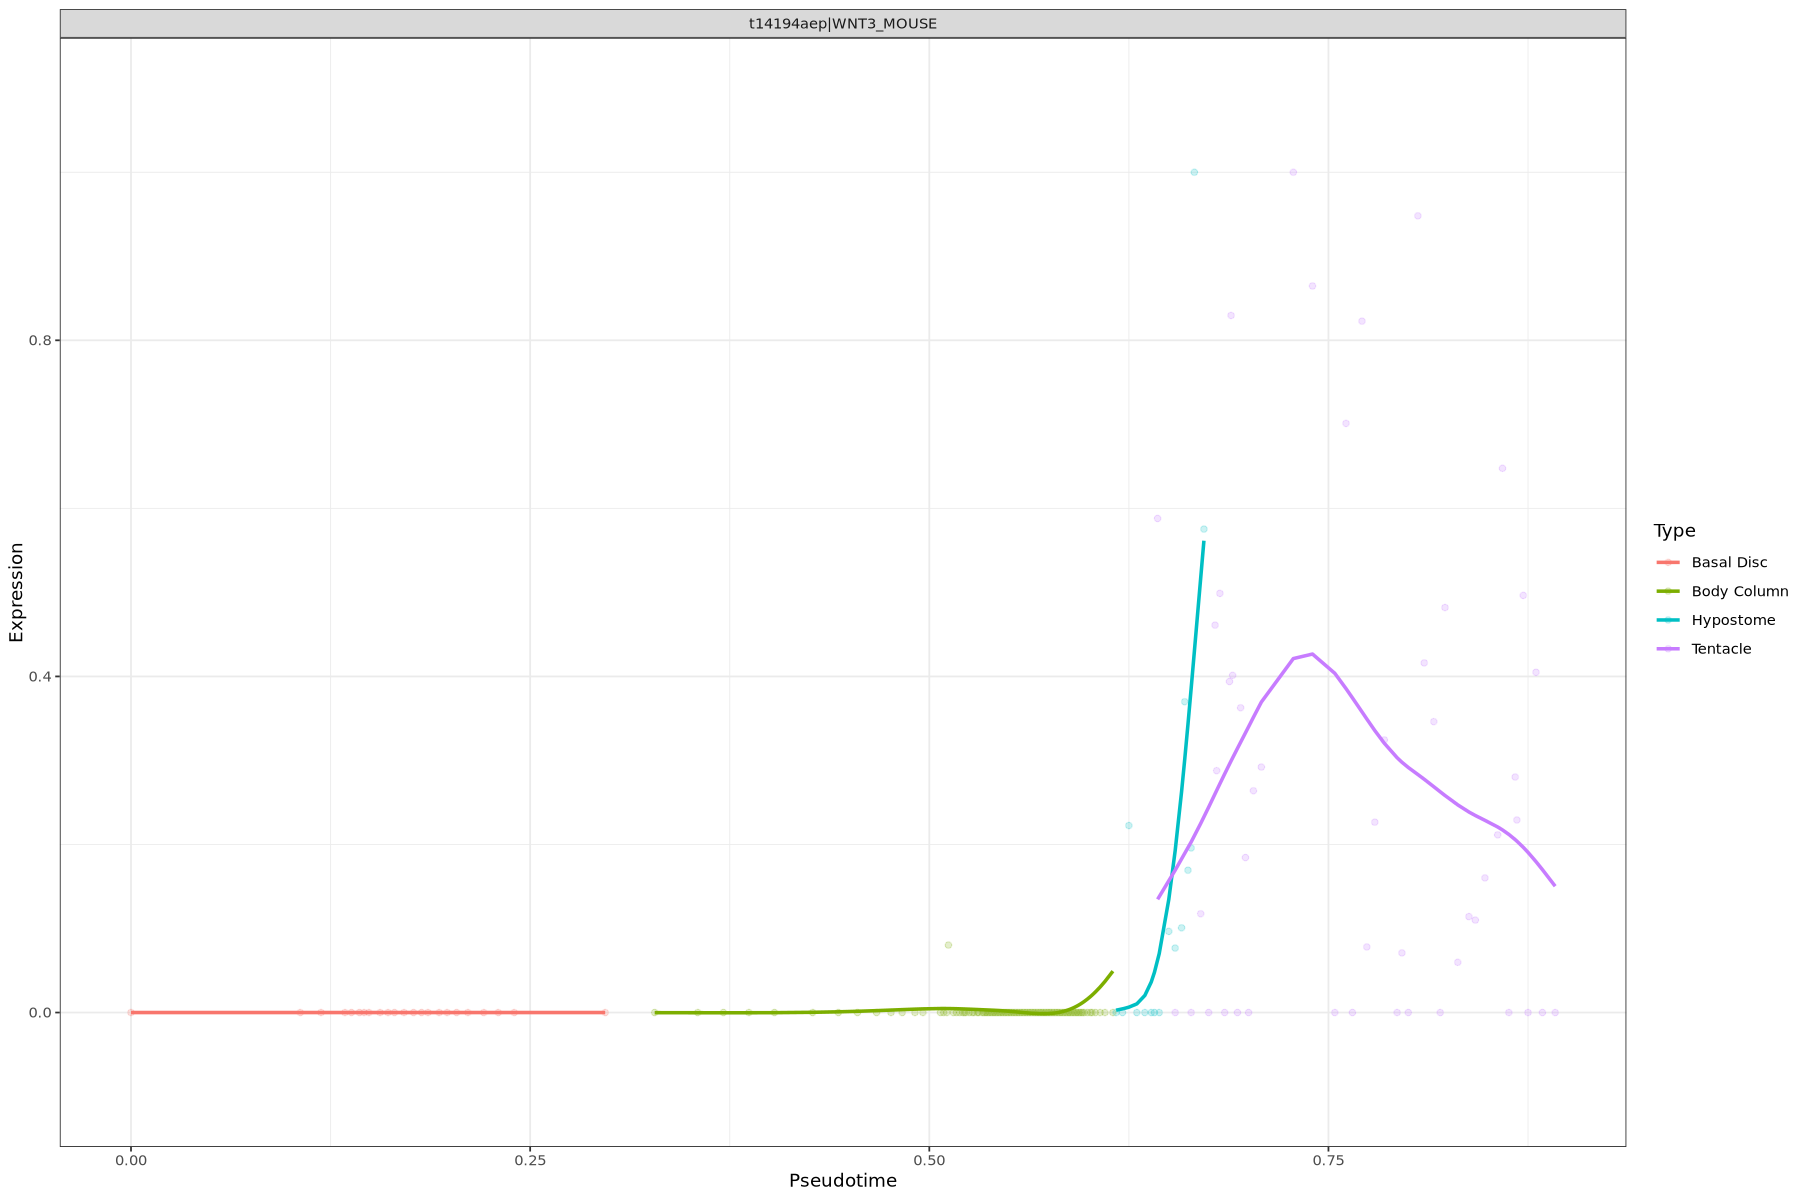 t14194aep|WNT3_MOUSE
Expression
0.8
0.4
0.0
0.00
0.25
0.50
0.75
Pseudotime
Type
Basal Disc
Body Column
Hypostome
Tentacle